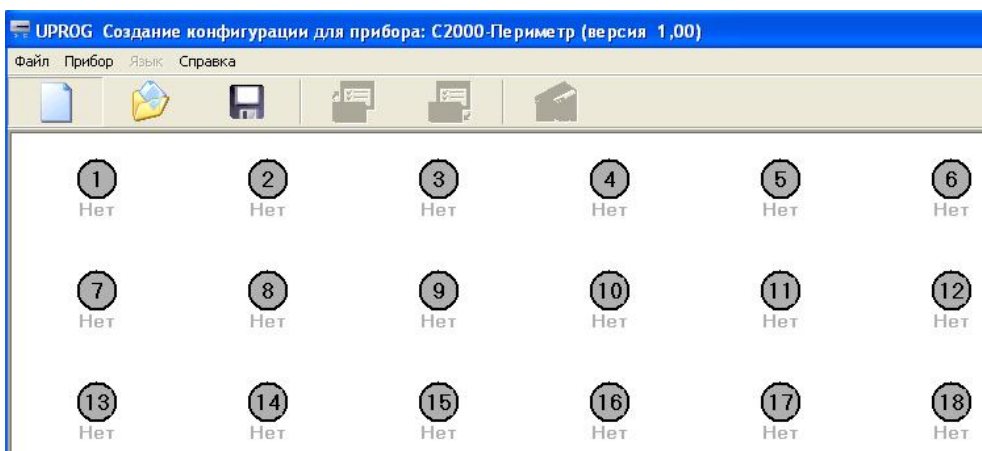 UPROG Создание конфигурации для прибора: С2000-Периметр (версия 1,00)
Файл Прибор Язык Справка
1 2 3 4 5 6
Нет Нет Нет Нет Нет Нет
7 8 9 10 11 12
Нет Нет Нет Нет Нет Нет
13 14 15 16 17 18
Нет Нет Нет Нет Нет Нет